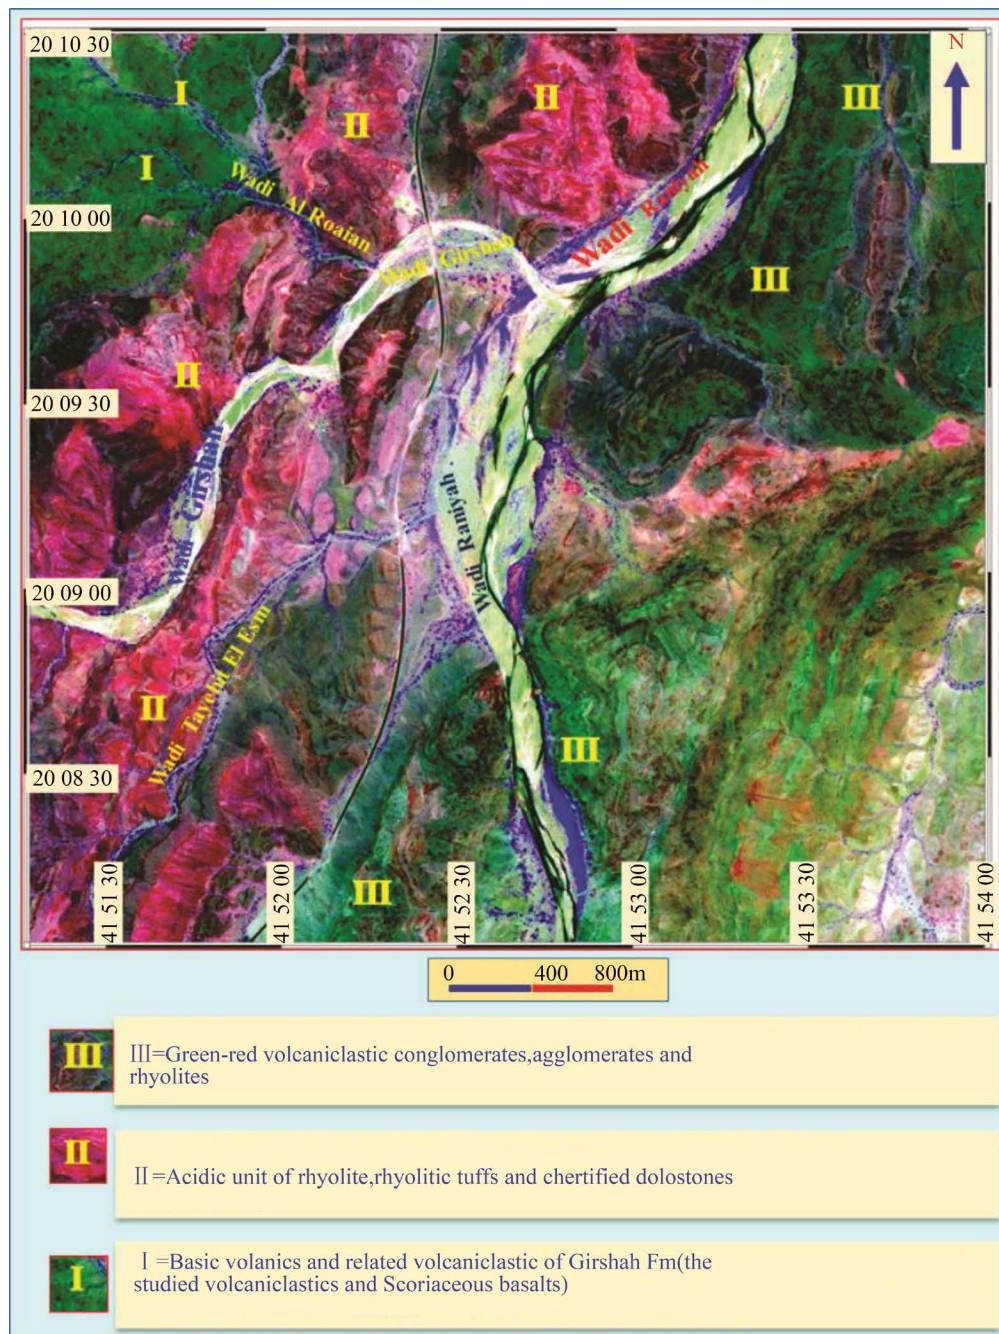 20 10 30
N
I
II
II
III
I
Wadi Al Roaian
20 10 00
Wadi Girshah
Wadi Ranyah
III
II
20 09 30
Wadi Girshah
Wadi Raniyah .
20 09 00
II
Wadi Tayehit El Esm
III
20 08 30
III
41 51 30
41 52 00
41 52 30
41 53 00
41 53 30
41 54 00
0 400 800m
III
Ⅲ=Green-red volcaniclastic conglomerates,agglomerates and
rhyolites
II
Ⅱ=Acidic unit of rhyolite,rhyolitic tuffs and chertified dolostones
I
Ⅰ=Basic volanics and related volcaniclastic of Girshah Fm(the
studied volcaniclastics and Scoriaceous basalts)